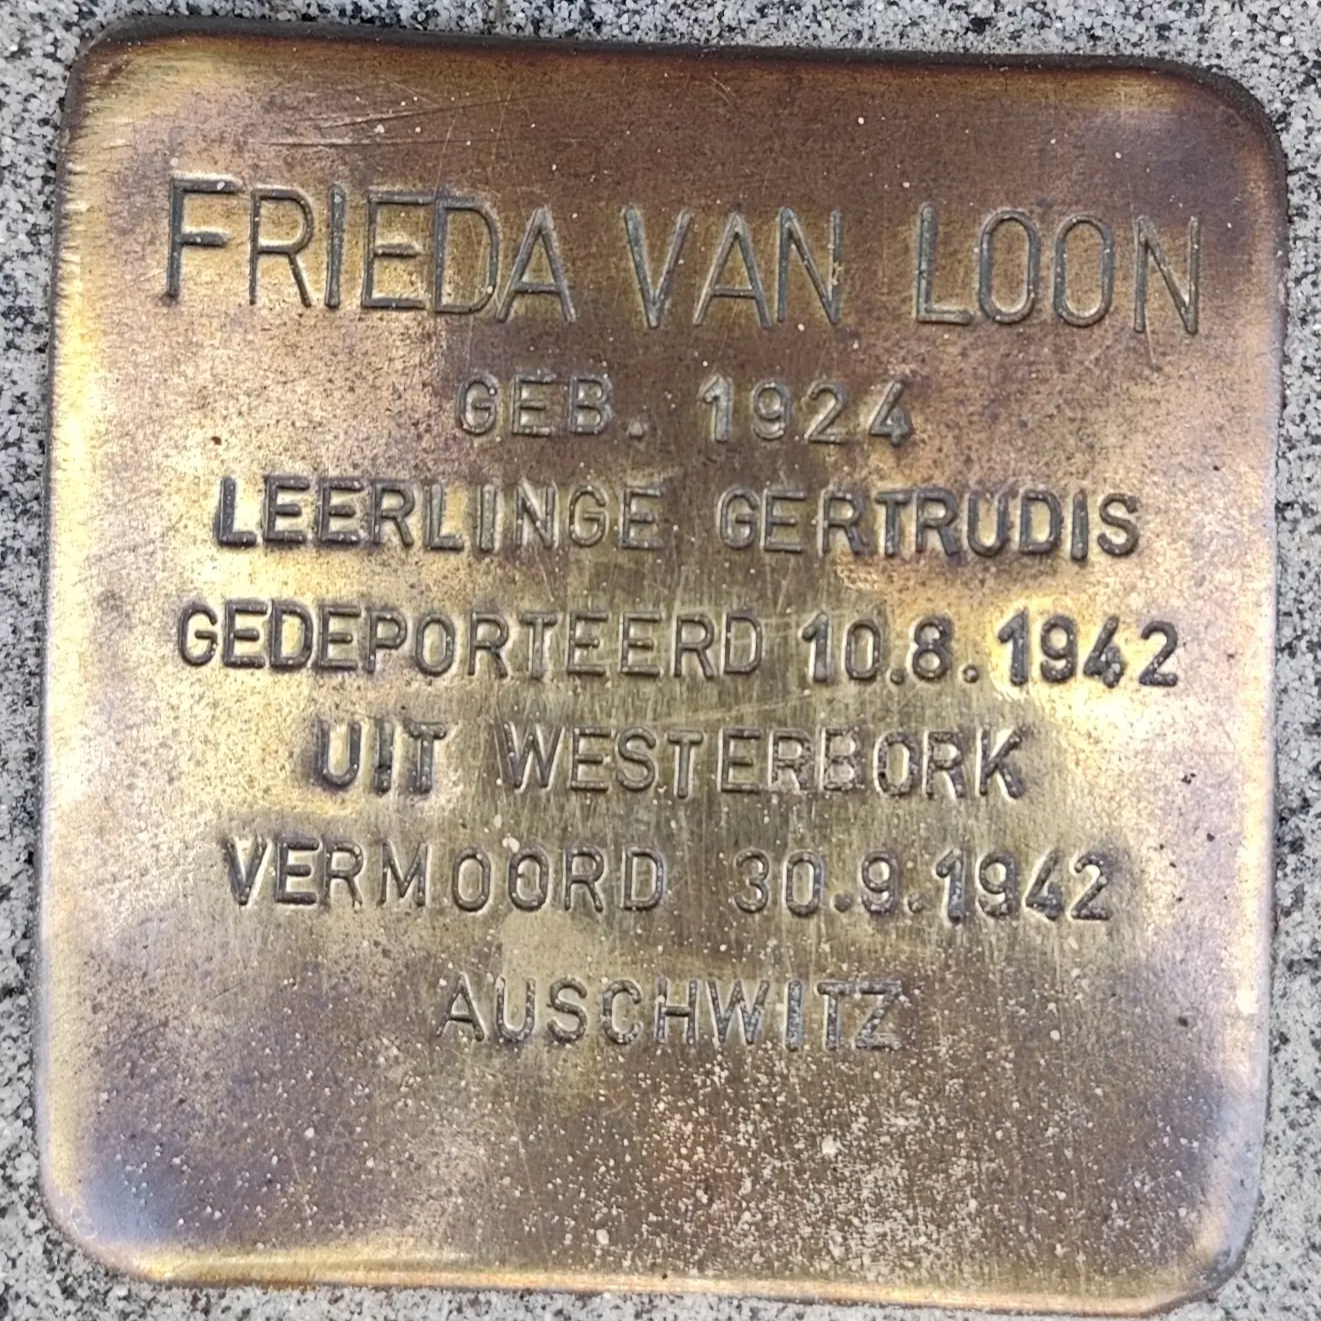 FRIEDA VAN LOON
GEB. 1924
LEERLINGE GERTRUDIS
GEDEPORTEERD 10.8.1942
UIT WESTERBORK
VERMOORD 30.9.1942
AUSCHWITZ